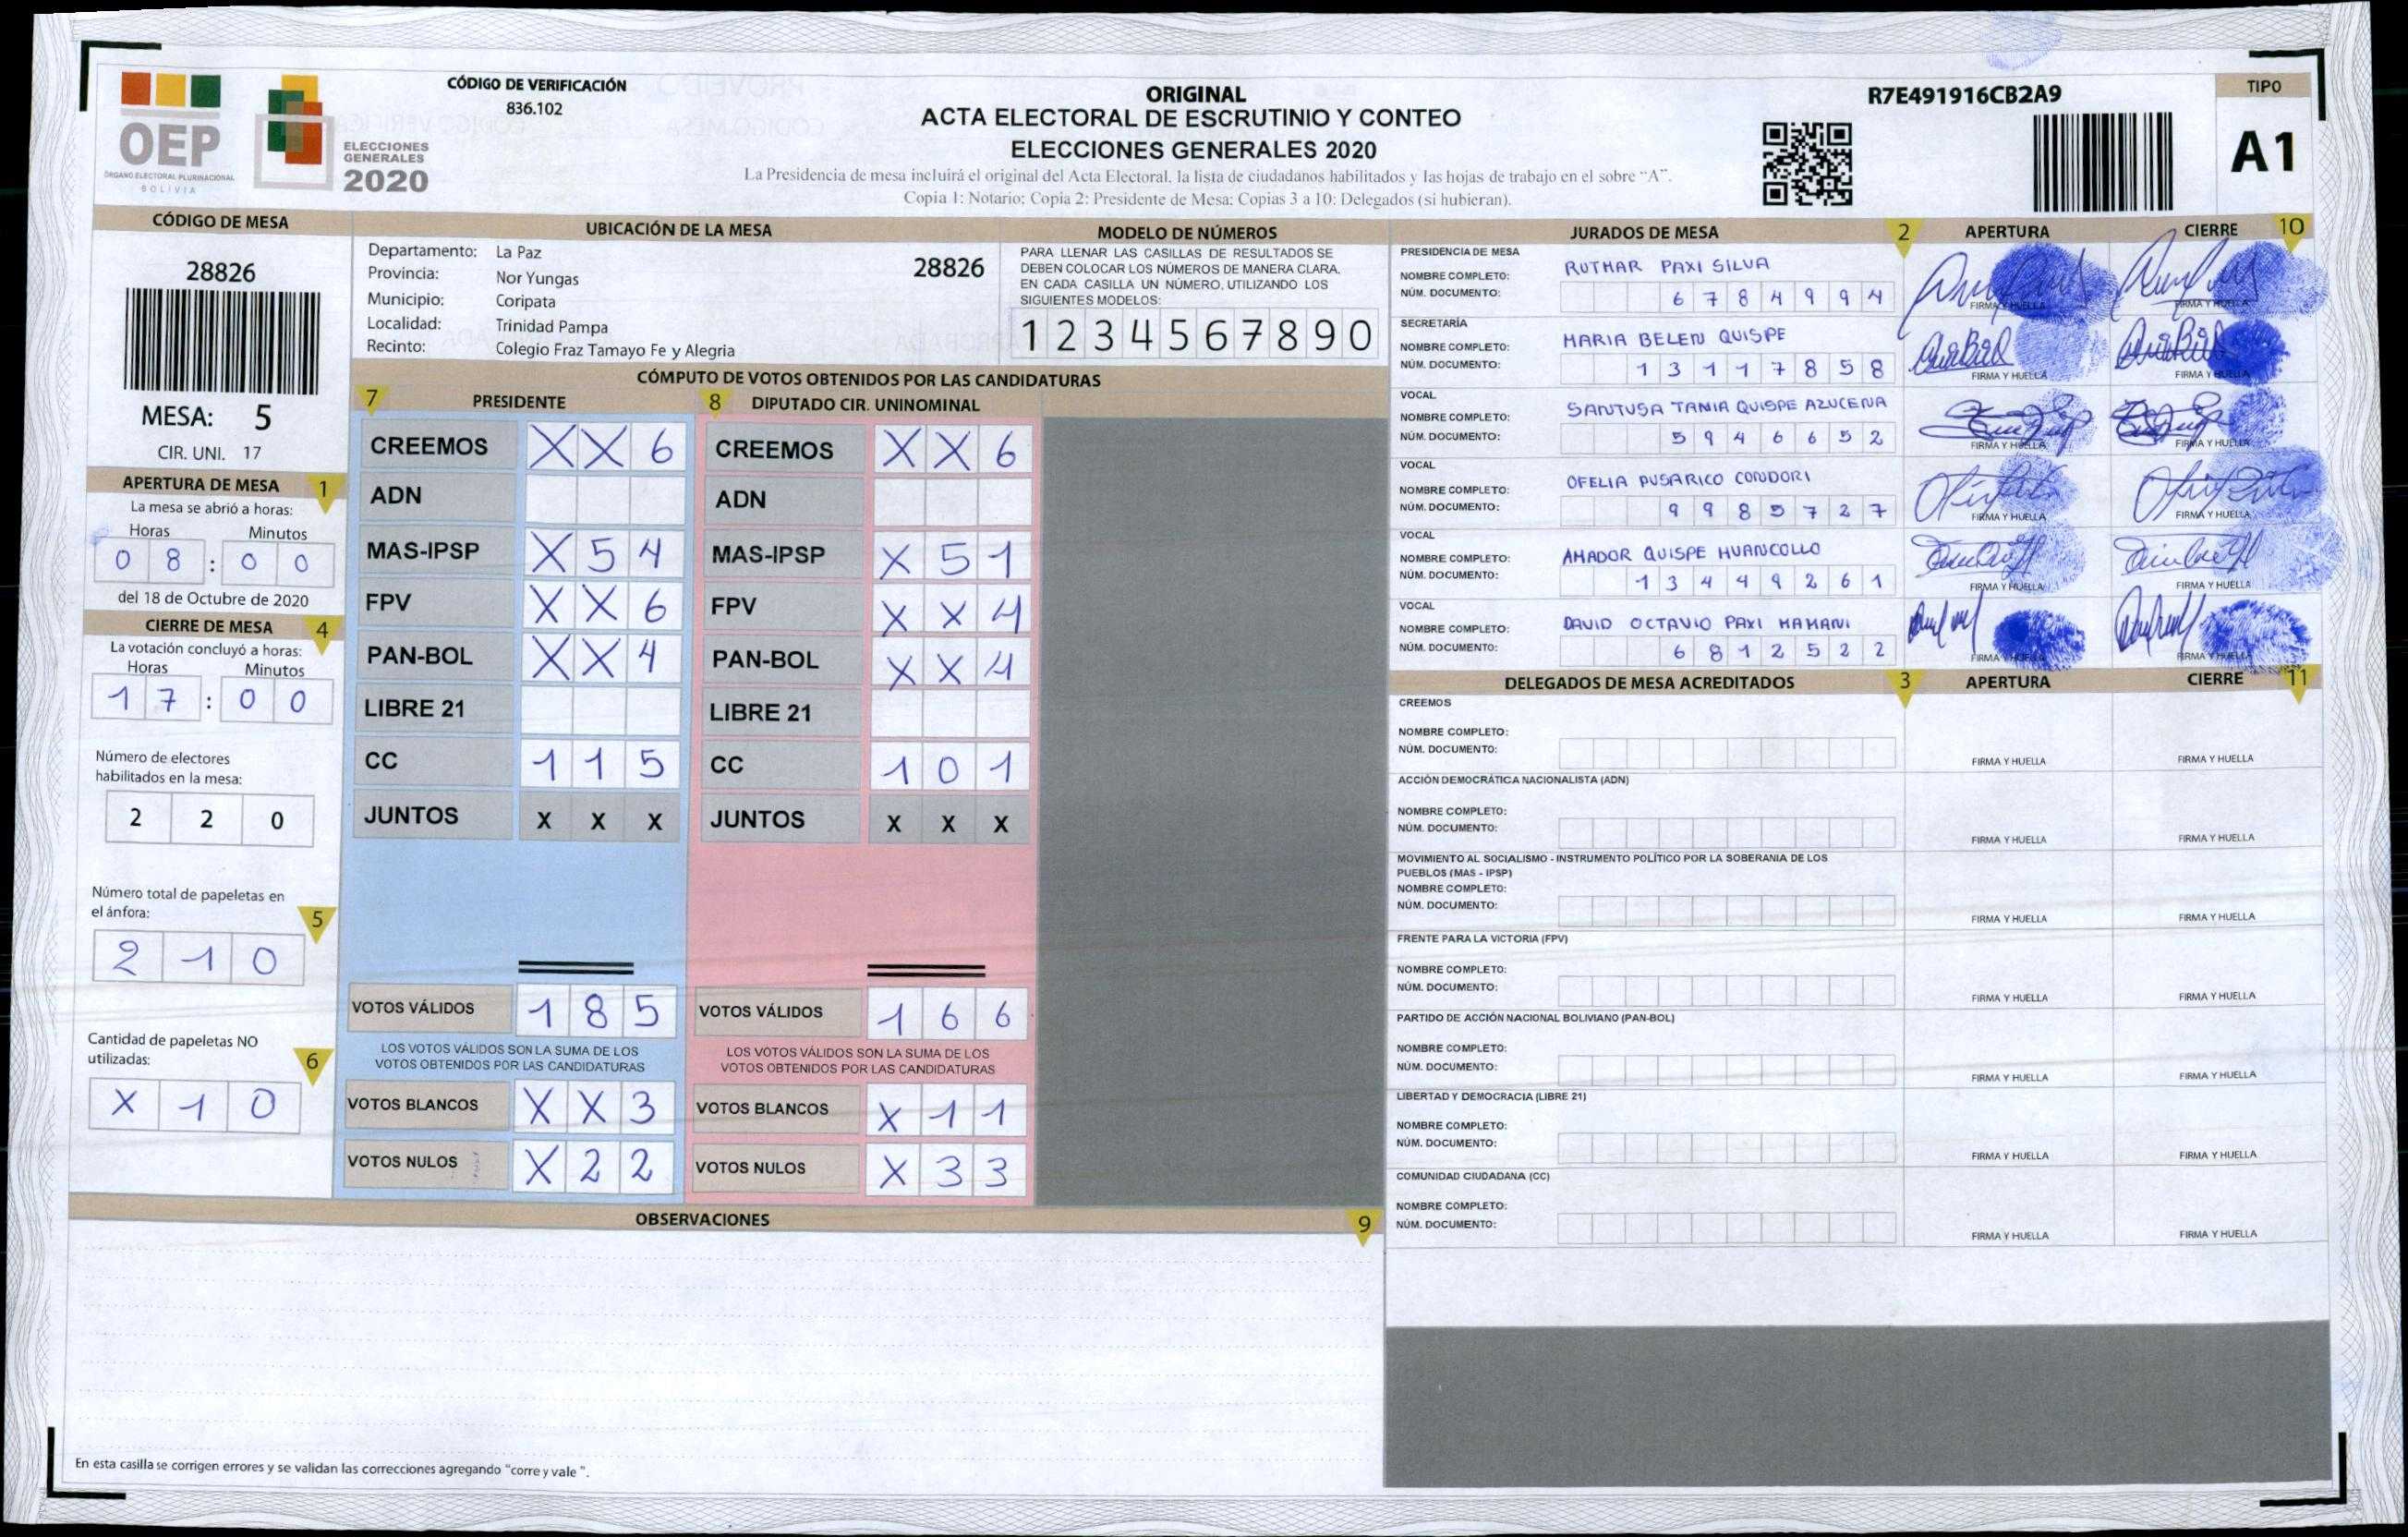 OEP
ÓRGANO ELECTORAL PLURINACIONAL
BOLIVIA
ELECCIONES
GENERALES
2020
CÓDIGO DE VERIFICACIÓN
836.102
ORIGINAL
ACTA ELECTORAL DE ESCRUTINIO Y CONTEO
ELECCIONES GENERALES 2020
La Presidencia de mesa incluirá el original del Acta Electoral, la lista de ciudadanos habilitados y las hojas de trabajo en el sobre “A”.
Copia 1: Notario; Copia 2: Presidente de Mesa; Copias 3 a 10: Delegados (si hubieran).
R7E491916CB2A9
TIPO
A1
CÓDIGO DE MESA
28826
MESA: 5
CIR. UNI. 17
APERTURA DE MESA 1
La mesa se abrió a horas:
Horas Minutos
0 8 : 0 0
del 18 de Octubre de 2020
CIERRE DE MESA 4
La votación concluyó a horas:
Horas Minutos
1 7 : 0 0
Número de electores
habilitados en la mesa:
2 2 0
Número total de papeletas en
el ánfora: 5
2 1 0
Cantidad de papeletas NO
utilizadas: 6
X 1 0
UBICACIÓN DE LA MESA
Departamento: La Paz
28826
Provincia: Nor Yungas
Municipio: Coripata
Localidad: Trinidad Pampa
Recinto: Colegio Fraz Tamayo Fe y Alegria
MODELO DE NÚMEROS
PARA LLENAR LAS CASILLAS DE RESULTADOS SE
DEBEN COLOCAR LOS NÚMEROS DE MANERA CLARA.
EN CADA CASILLA UN NÚMERO, UTILIZANDO LOS
SIGUIENTES MODELOS:
1 2 3 4 5 6 7 8 9 0
CÓMPUTO DE VOTOS OBTENIDOS POR LAS CANDIDATURAS
7 PRESIDENTE
CREEMOS X X 6
ADN
MAS-IPSP X 5 4
FPV X X 6
PAN-BOL X X 4
LIBRE 21
CC 1 1 5
JUNTOS X X X
VOTOS VÁLIDOS 1 8 5
LOS VOTOS VÁLIDOS SON LA SUMA DE LOS
VOTOS OBTENIDOS POR LAS CANDIDATURAS
VOTOS BLANCOS X X 3
VOTOS NULOS X 2 2
8 DIPUTADO CIR. UNINOMINAL
CREEMOS X X 6
ADN
MAS-IPSP X 5 1
FPV X X 4
PAN-BOL X X 4
LIBRE 21
CC 1 0 1
JUNTOS X X X
VOTOS VÁLIDOS 1 6 6
LOS VOTOS VÁLIDOS SON LA SUMA DE LOS
VOTOS OBTENIDOS POR LAS CANDIDATURAS
VOTOS BLANCOS X 1 1
VOTOS NULOS X 3 3
OBSERVACIONES 9
En esta casilla se corrigen errores y se validan las correcciones agregando “corre y vale ”.
JURADOS DE MESA 2 APERTURA CIERRE 10
PRESIDENCIA DE MESA
NOMBRE COMPLETO: RUTMAR PAXI SILVA
NÚM. DOCUMENTO: 6 7 8 4 9 9 4
FIRMA Y HUELLA FIRMA Y HUELLA
SECRETARÍA
NOMBRE COMPLETO: MARIA BELEN QUISPE
NÚM. DOCUMENTO: 1 3 1 1 7 8 5 8
FIRMA Y HUELLA FIRMA Y HUELLA
VOCAL
NOMBRE COMPLETO: SANTUSA TANIA QUISPE AZUCENA
NÚM. DOCUMENTO: 5 9 4 6 6 5 2
FIRMA Y HUELLA FIRMA Y HUELLA
VOCAL
NOMBRE COMPLETO: OFELIA PUSARICO CONDORI
NÚM. DOCUMENTO: 9 9 8 5 7 2 7
FIRMA Y HUELLA FIRMA Y HUELLA
VOCAL
NOMBRE COMPLETO: AMADOR QUISPE HUANCOLLO
NÚM. DOCUMENTO: 1 3 4 4 9 2 6 1
FIRMA Y HUELLA FIRMA Y HUELLA
VOCAL
NOMBRE COMPLETO: DAVID OCTAVIO PAXI MAMANI
NÚM. DOCUMENTO: 6 8 1 2 5 2 2
FIRMA Y HUELLA FIRMA Y HUELLA
DELEGADOS DE MESA ACREDITADOS 3 APERTURA CIERRE 11
CREEMOS
NOMBRE COMPLETO:
NÚM. DOCUMENTO:
FIRMA Y HUELLA FIRMA Y HUELLA
ACCIÓN DEMOCRÁTICA NACIONALISTA (ADN)
NOMBRE COMPLETO:
NÚM. DOCUMENTO:
FIRMA Y HUELLA FIRMA Y HUELLA
MOVIMIENTO AL SOCIALISMO - INSTRUMENTO POLÍTICO POR LA SOBERANIA DE LOS
PUEBLOS (MAS - IPSP)
NOMBRE COMPLETO:
NÚM. DOCUMENTO:
FIRMA Y HUELLA FIRMA Y HUELLA
FRENTE PARA LA VICTORIA (FPV)
NOMBRE COMPLETO:
NÚM. DOCUMENTO:
FIRMA Y HUELLA FIRMA Y HUELLA
PARTIDO DE ACCIÓN NACIONAL BOLIVIANO (PAN-BOL)
NOMBRE COMPLETO:
NÚM. DOCUMENTO:
FIRMA Y HUELLA FIRMA Y HUELLA
LIBERTAD Y DEMOCRACIA (LIBRE 21)
NOMBRE COMPLETO:
NÚM. DOCUMENTO:
FIRMA Y HUELLA FIRMA Y HUELLA
COMUNIDAD CIUDADANA (CC)
NOMBRE COMPLETO:
NÚM. DOCUMENTO:
FIRMA Y HUELLA FIRMA Y HUELLA